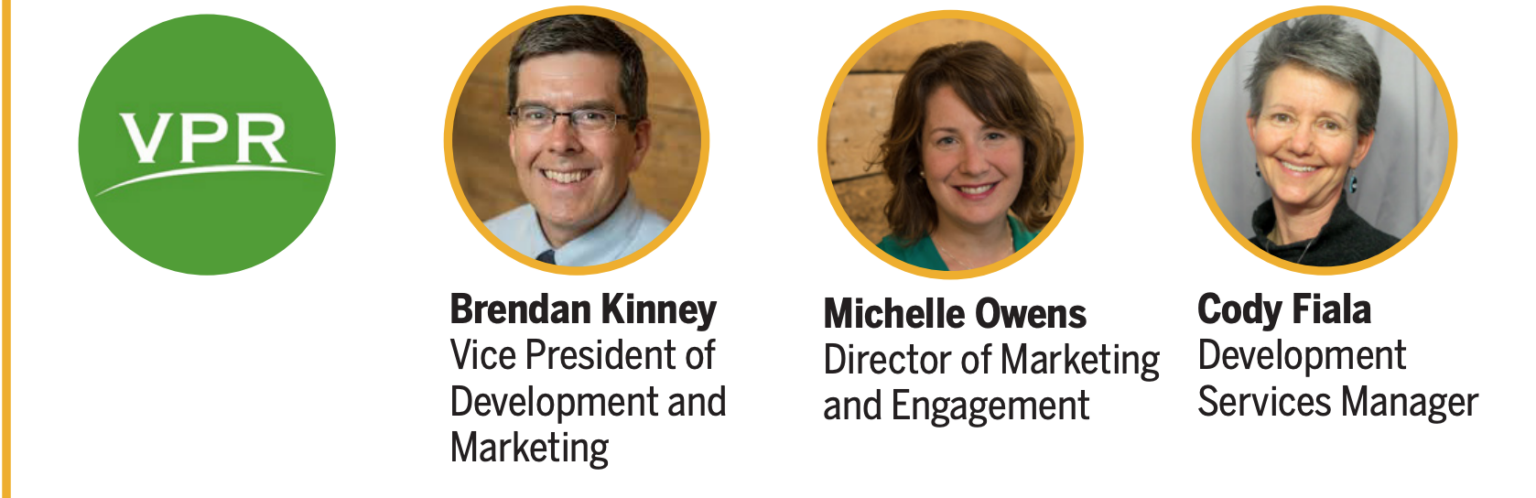 VPR
Brendan Kinney
Vice President of
Development and
Marketing
Michelle Owens
Director of Marketing
and Engagement
Cody Fiala
Development
Services Manager